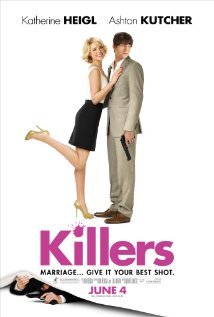 Katherine HEIGL Ashton KUTCHER
Killers
MARRIAGE... GIVE IT YOUR BEST SHOT.
JUNE 4